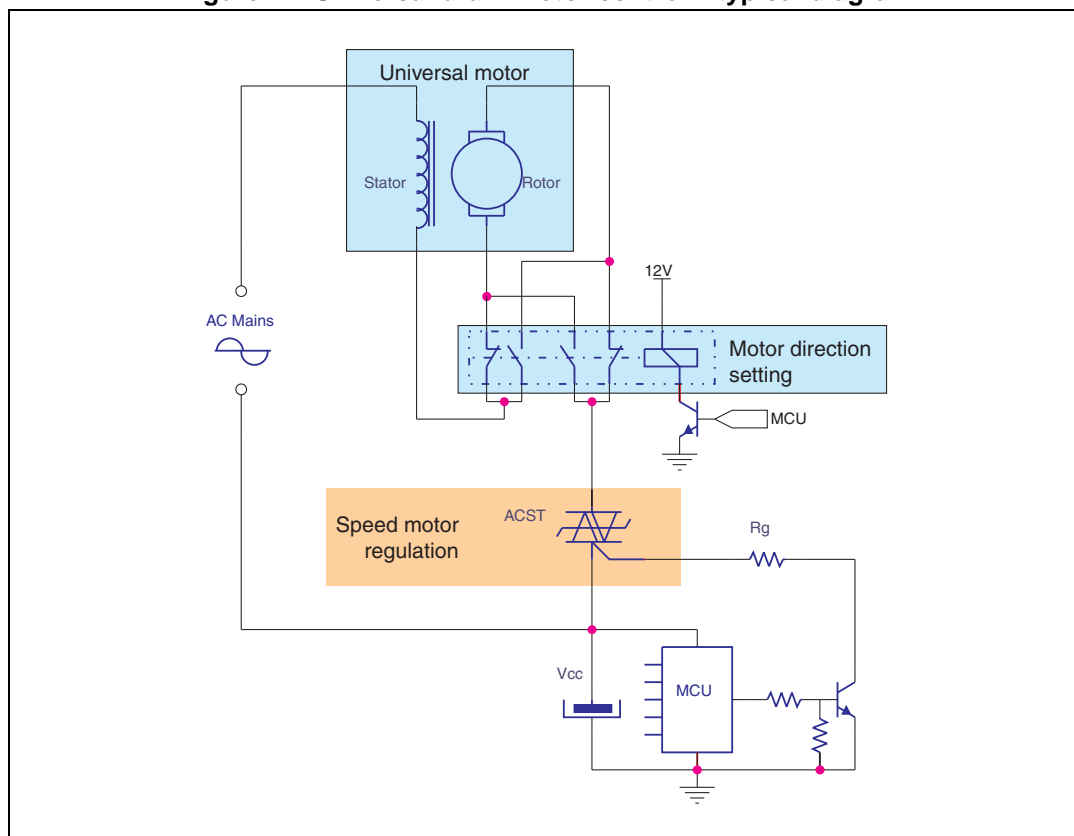 Universal motor
Stator
Rotor
12V
AC Mains
Motor direction
setting
MCU
ACST
Speed motor
regulation
Rg
Vcc
MCU